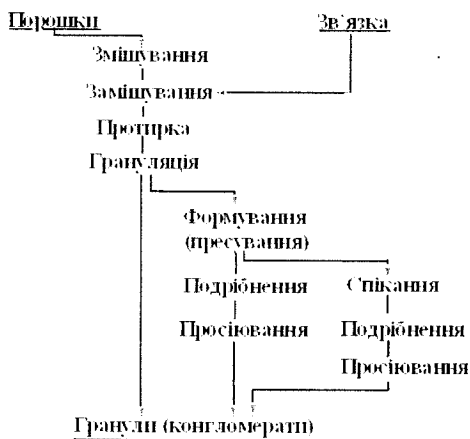 Порошки Зв'язка
Змішування
Замішування
Протирка
Грануляція
Формування
(пресування)
Подрібнення Спікання
Просіювання Подрібнення
Просіювання
Гранули (конгломерати)